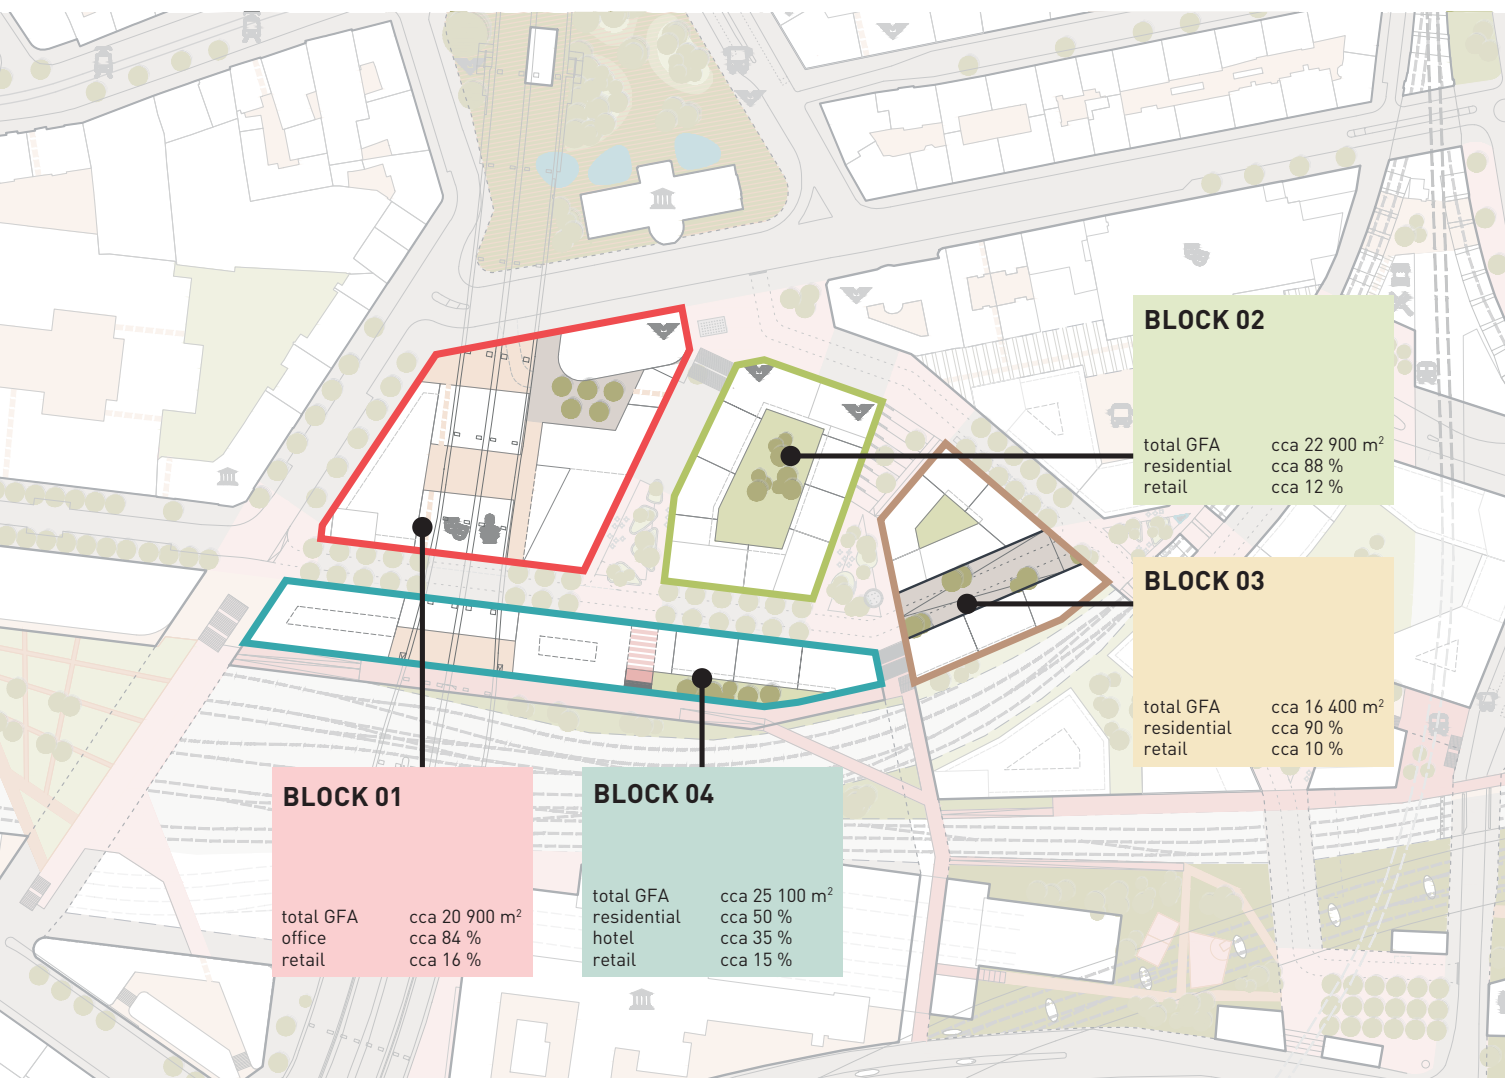 BLOCK 02
total GFA cca 22 900 m²
residential cca 88 %
retail cca 12 %
BLOCK 03
total GFA cca 16 400 m²
residential cca 90 %
retail cca 10 %
BLOCK 01
total GFA cca 20 900 m²
office cca 84 %
retail cca 16 %
BLOCK 04
total GFA cca 25 100 m²
residential cca 50 %
hotel cca 35 %
retail cca 15 %